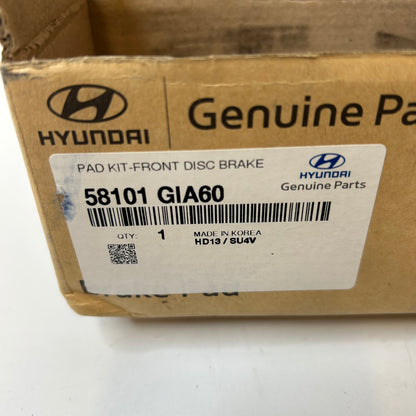 HYUNDAI
Genuine Pa
PAD KIT-FRONT DISC BRAKE
58101 GIA60
HYUNDAI
Genuine Parts
QTY: 1
MADE IN KOREA
HD13 / SU4V